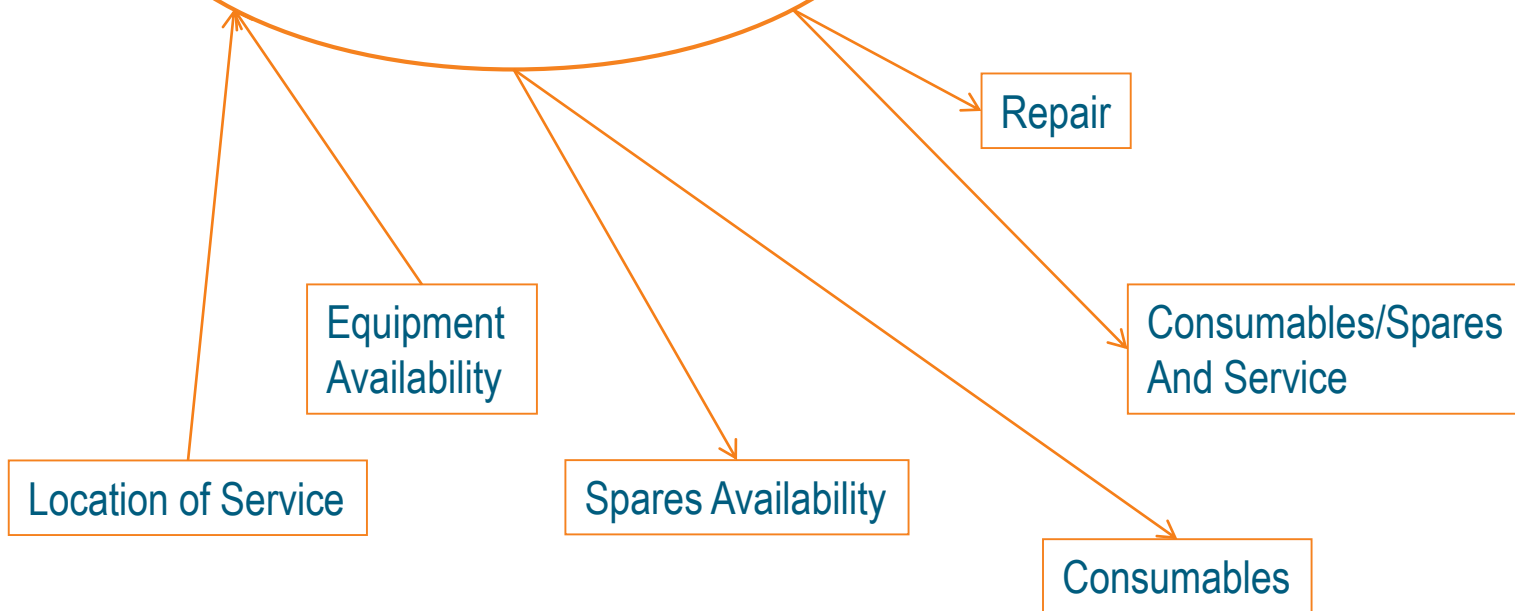 Repair
Equipment
Availability
Consumables/Spares
And Service
Location of Service
Spares Availability
Consumables